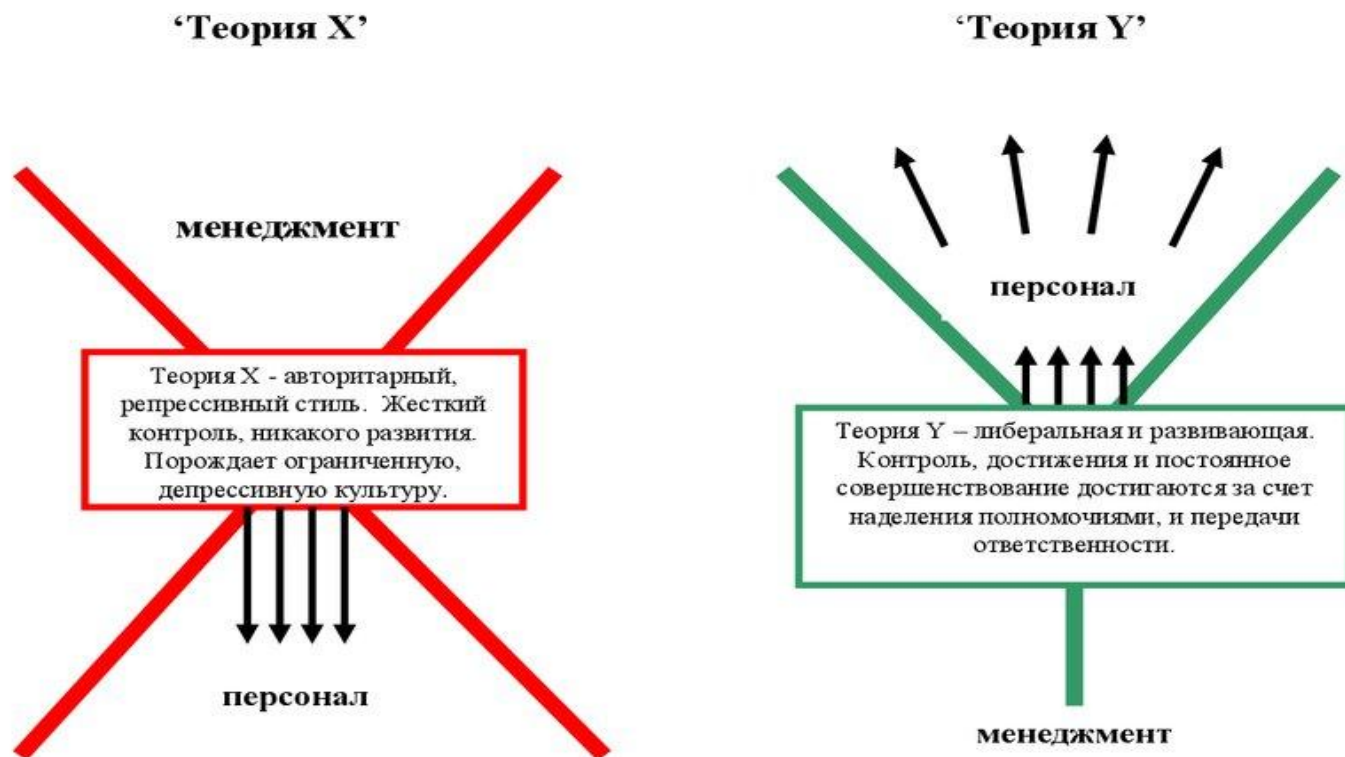 ‘Теория X’
менеджмент
Теория X - авторитарный,
репрессивный стиль. Жесткий
контроль, никакого развития.
Порождает ограниченную,
депрессивную культуру.
персонал
‘Теория Y’
персонал
Теория Y – либеральная и развивающая.
Контроль, достижения и постоянное
совершенствование достигаются за счет
наделения полномочиями, и передачи
ответственности.
менеджмент